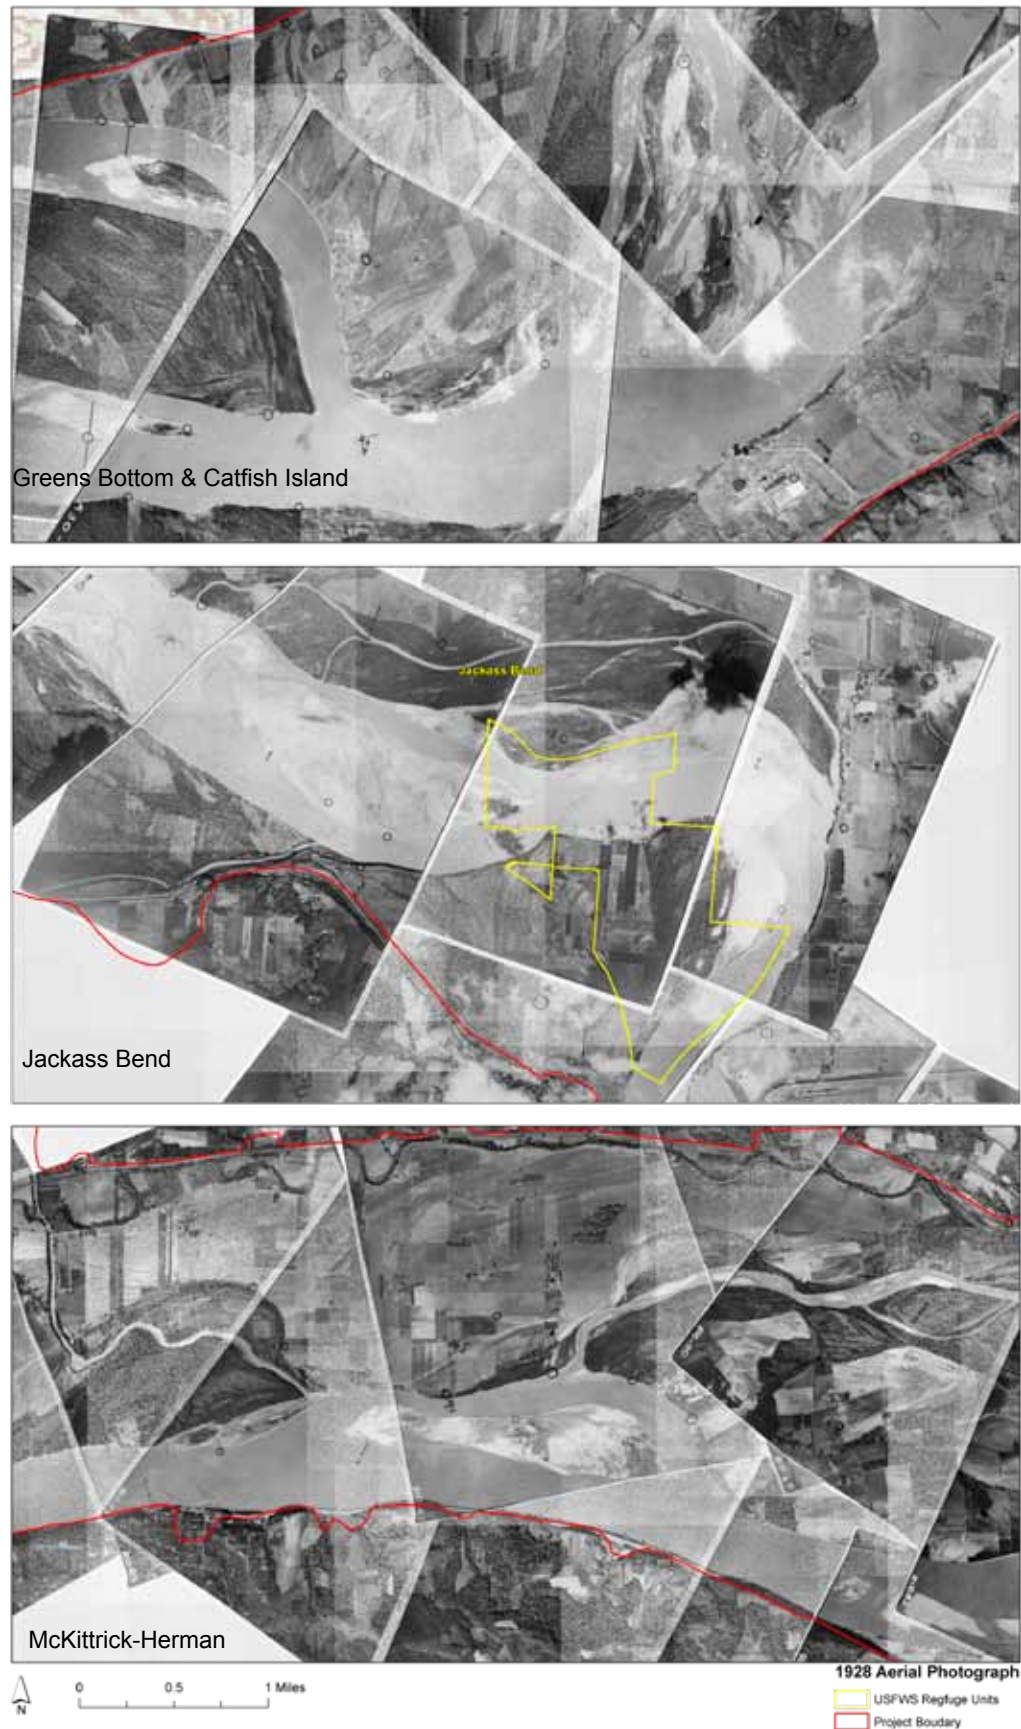 Greens Bottom & Catfish Island
Jackass Bend
Jackass Bend
McKittrick-Herman
N
0 0.5 1 Miles
1928 Aerial Photograph
USFWS Regfuge Units
Project Boudary